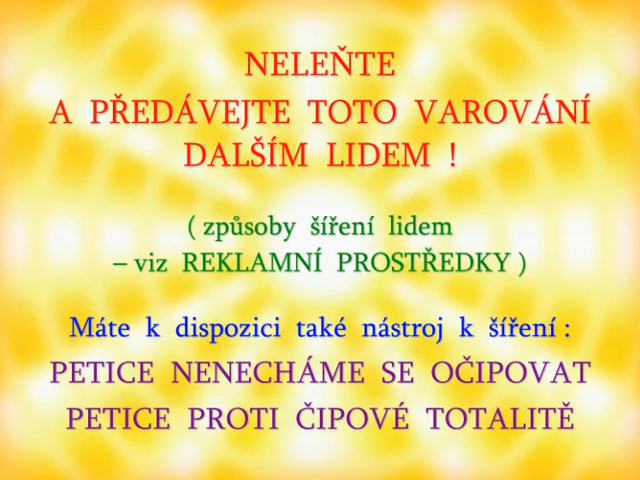 NELEŇTE
A PŘEDÁVEJTE TOTO VAROVÁNÍ
DALŠÍM LIDEM !
( způsoby šíření lidem
– viz REKLAMNÍ PROSTŘEDKY )
Máte k dispozici také nástroj k šíření :
PETICE NENECHÁME SE OČIPOVAT
PETICE PROTI ČIPOVÉ TOTALITĚ